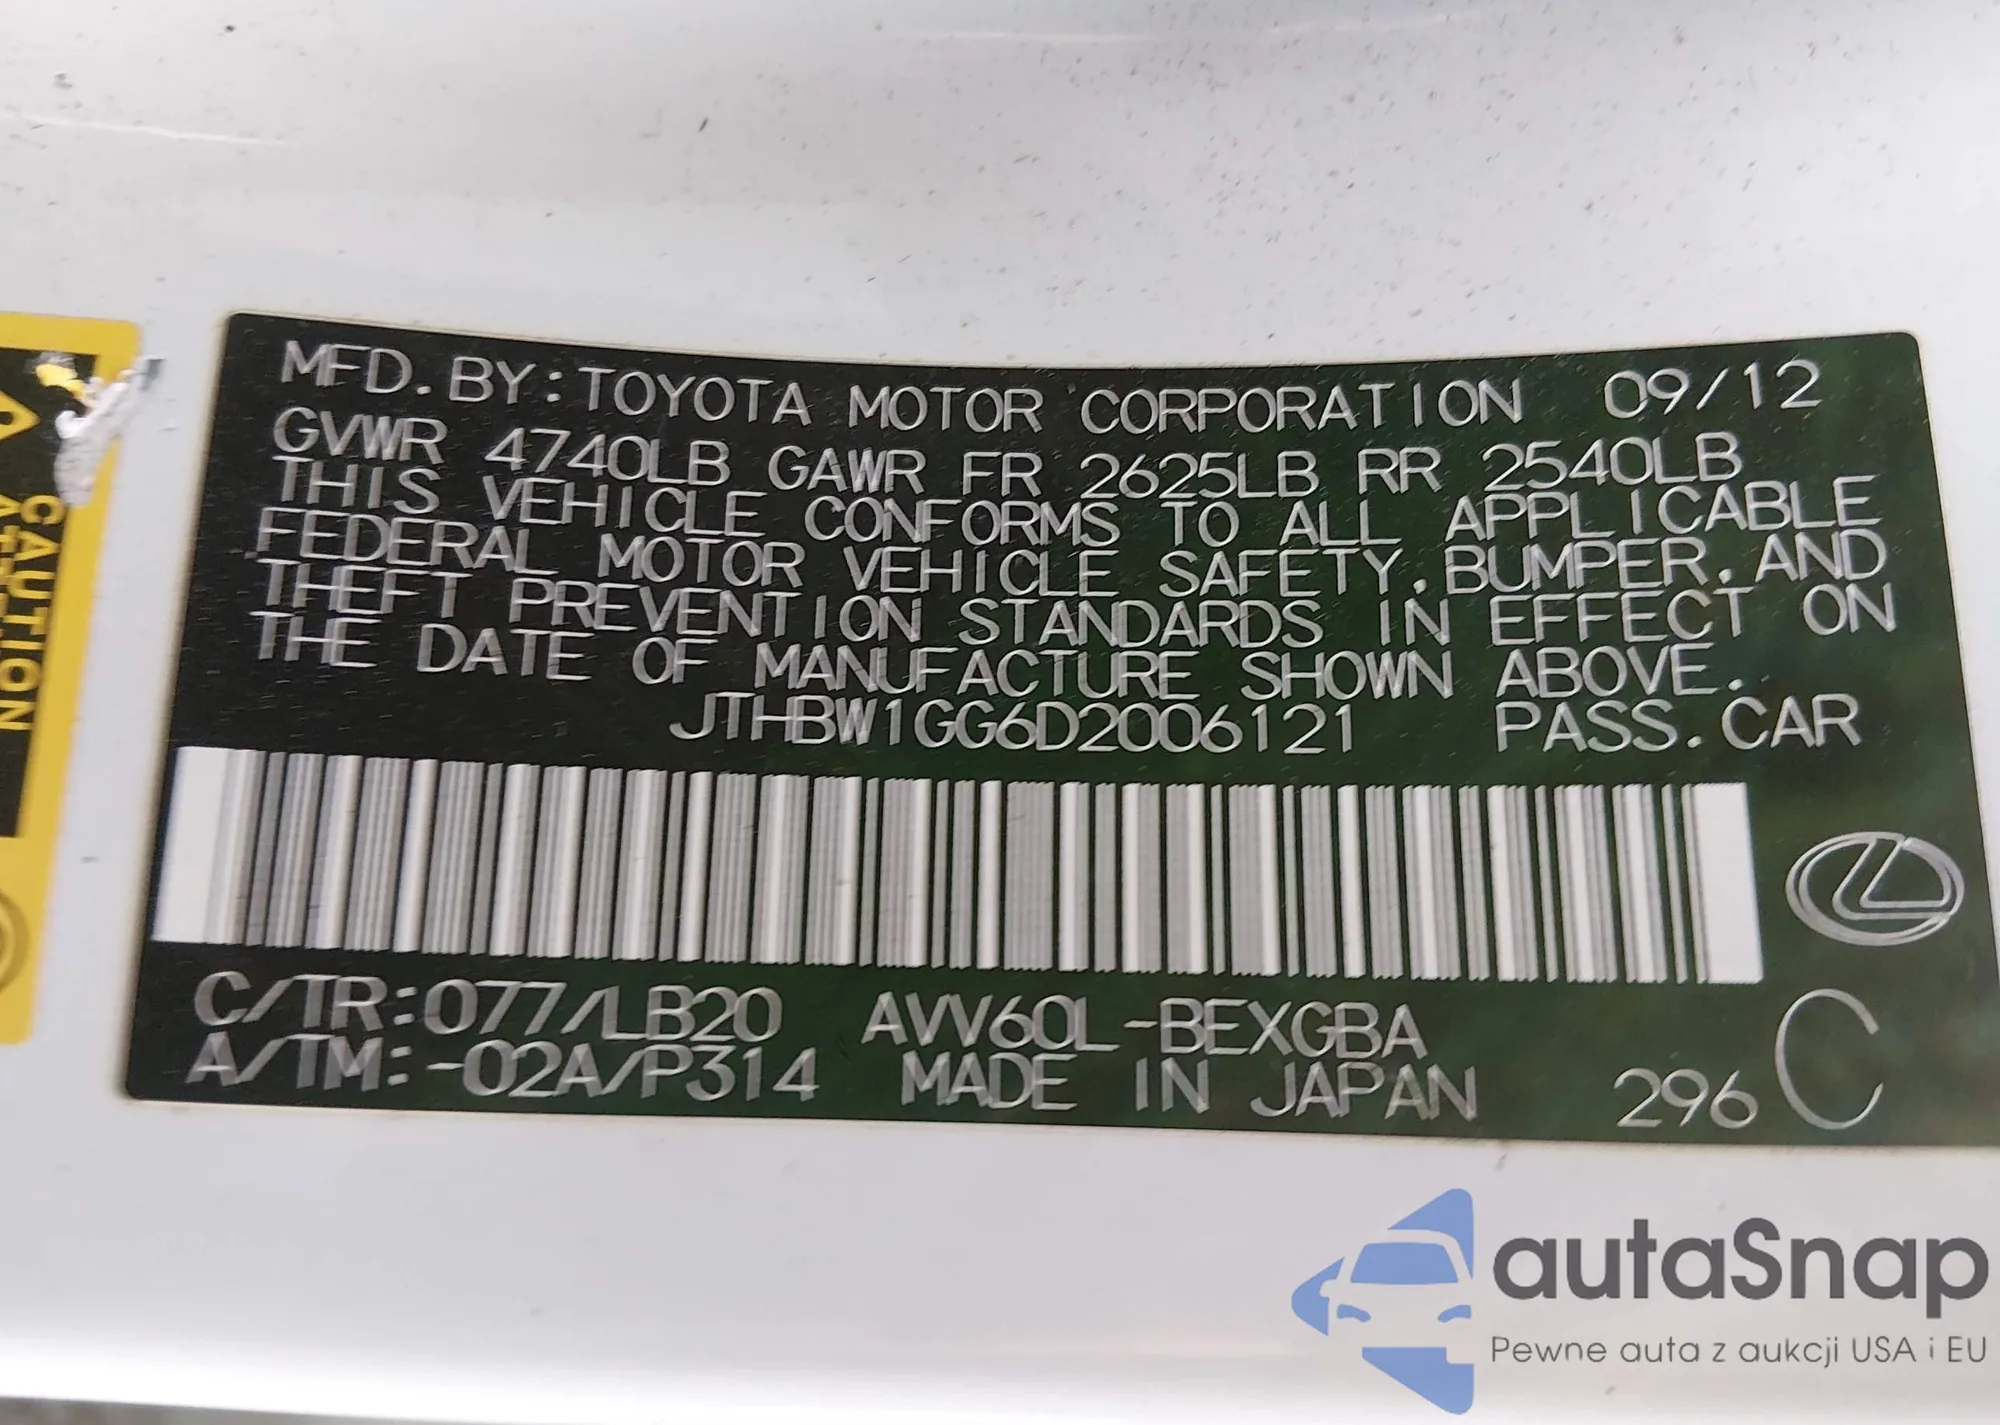 MFD. BY:TOYOTA MOTOR CORPORATION 09/12
GVWR 4740LB GAWR FR 2625LB RR 2540LB
THIS VEHICLE CONFORMS TO ALL APPLICABLE
FEDERAL MOTOR VEHICLE SAFETY, BUMPER, AND
THEFT PREVENTION STANDARDS IN EFFECT ON
THE DATE OF MANUFACTURE SHOWN ABOVE.
JTHBW1GG6D2006121 PASS. CAR
C/TR:077/LB20 AVV60L-BEXGBA
A/TM:-02A/P314 MADE IN JAPAN 296 C
CAUTION
autaSnap
Pewne auta z aukcji USA i EU